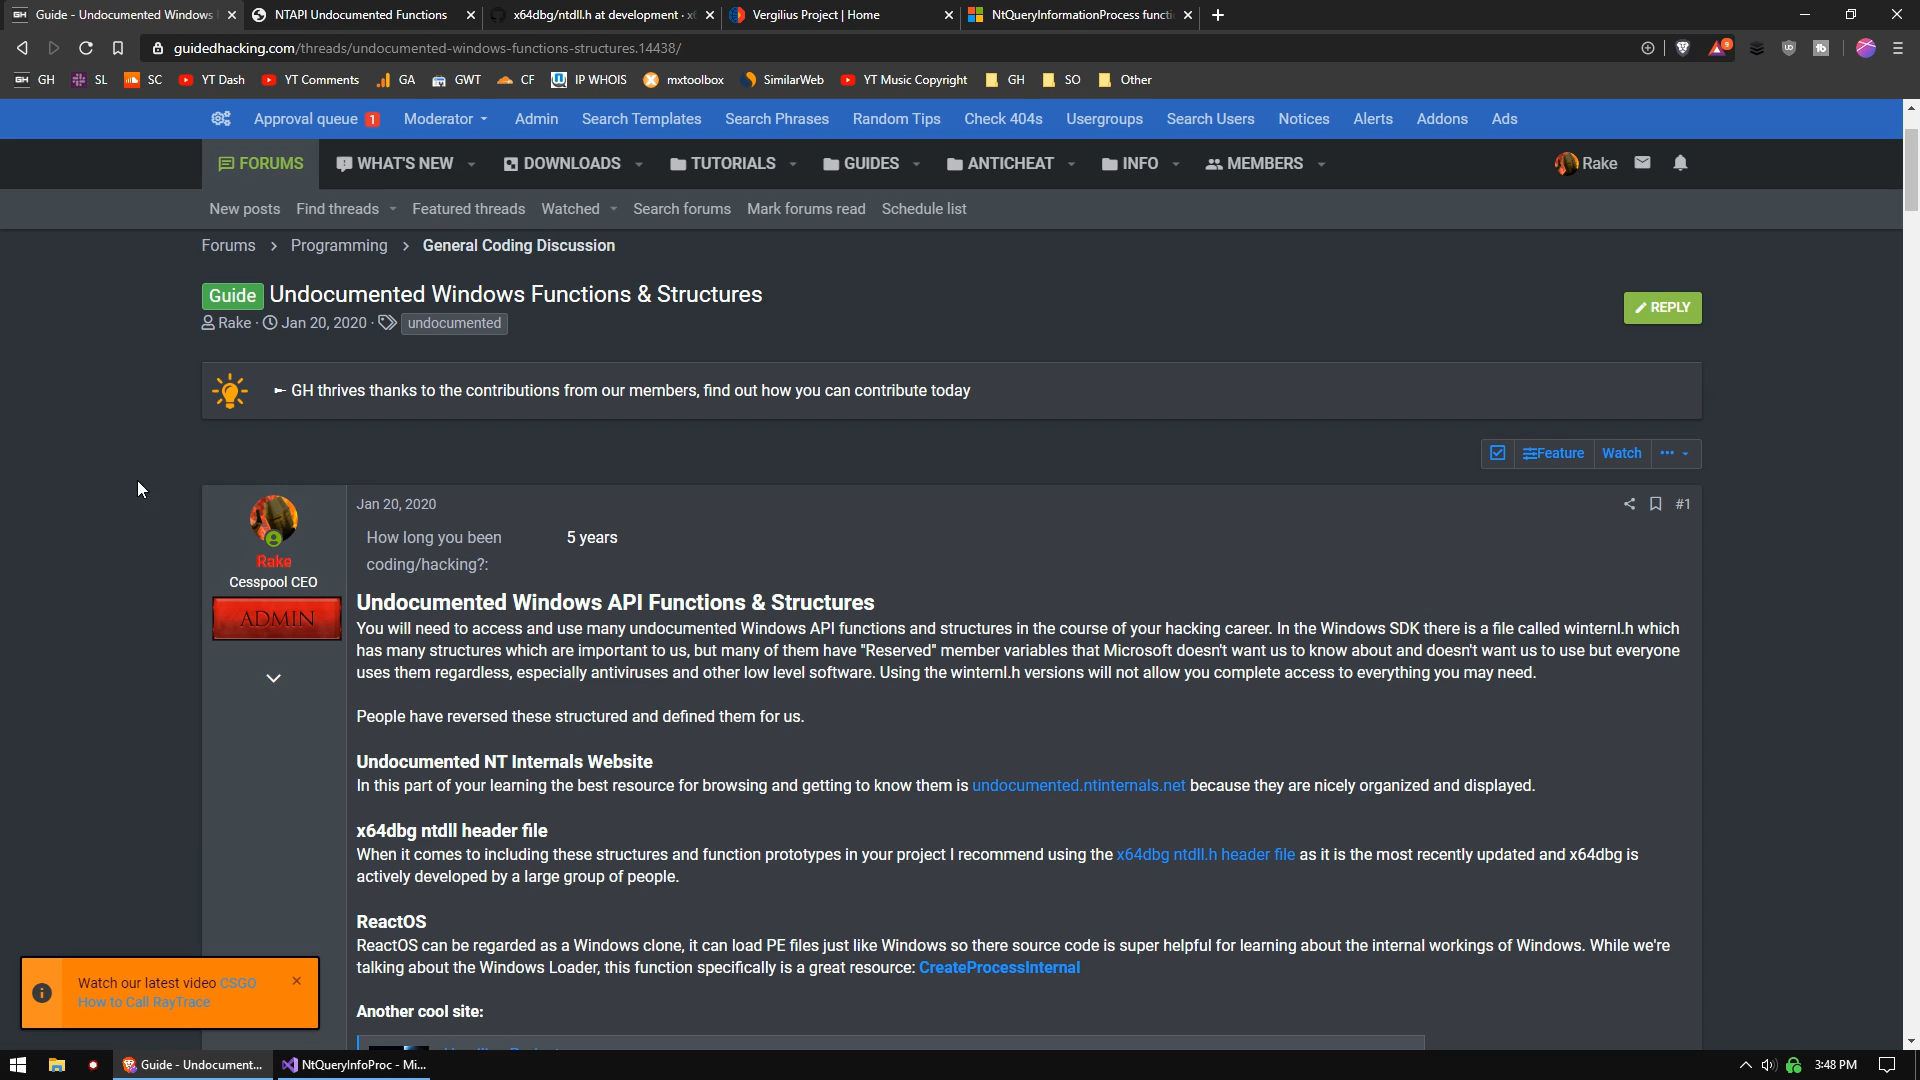 Guide - Undocumented Windows
NTAPI Undocumented Functions
x64dbg/ntdll.h at development · x
Vergilius Project | Home
NtQueryInformationProcess functi
guidedhacking.com/threads/undocumented-windows-functions-structures.14438/
9
GH SL SC YT Dash YT Comments GA GWT CF IP WHOIS mxtoolbox SimilarWeb YT Music Copyright GH SO Other
Approval queue 1 Moderator Admin Search Templates Search Phrases Random Tips Check 404s Usergroups Search Users Notices Alerts Addons Ads
FORUMS WHAT'S NEW DOWNLOADS TUTORIALS GUIDES ANTICHEAT INFO MEMBERS Rake
New posts Find threads Featured threads Watched Search forums Mark forums read Schedule list
Forums > Programming > General Coding Discussion
Guide Undocumented Windows Functions & Structures
REPLY
Rake · Jan 20, 2020 · undocumented
► GH thrives thanks to the contributions from our members, find out how you can contribute today
Feature Watch ···
Jan 20, 2020 #1
How long you been 5 years
coding/hacking?:
Rake
Cesspool CEO
ADMIN
Undocumented Windows API Functions & Structures
You will need to access and use many undocumented Windows API functions and structures in the course of your hacking career. In the Windows SDK there is a file called winternl.h which
has many structures which are important to us, but many of them have "Reserved" member variables that Microsoft doesn't want us to know about and doesn't want us to use but everyone
uses them regardless, especially antiviruses and other low level software. Using the winternl.h versions will not allow you complete access to everything you may need.
People have reversed these structured and defined them for us.
Undocumented NT Internals Website
In this part of your learning the best resource for browsing and getting to know them is undocumented.ntinternals.net because they are nicely organized and displayed.
x64dbg ntdll header file
When it comes to including these structures and function prototypes in your project I recommend using the x64dbg ntdll.h header file as it is the most recently updated and x64dbg is
actively developed by a large group of people.
ReactOS
ReactOS can be regarded as a Windows clone, it can load PE files just like Windows so there source code is super helpful for learning about the internal workings of Windows. While we're
talking about the Windows Loader, this function specifically is a great resource: CreateProcessInternal
Another cool site:
Watch our latest video CSGO
How to Call RayTrace
Guide - Undocument...
NtQueryInfoProc - Mi...
3:48 PM